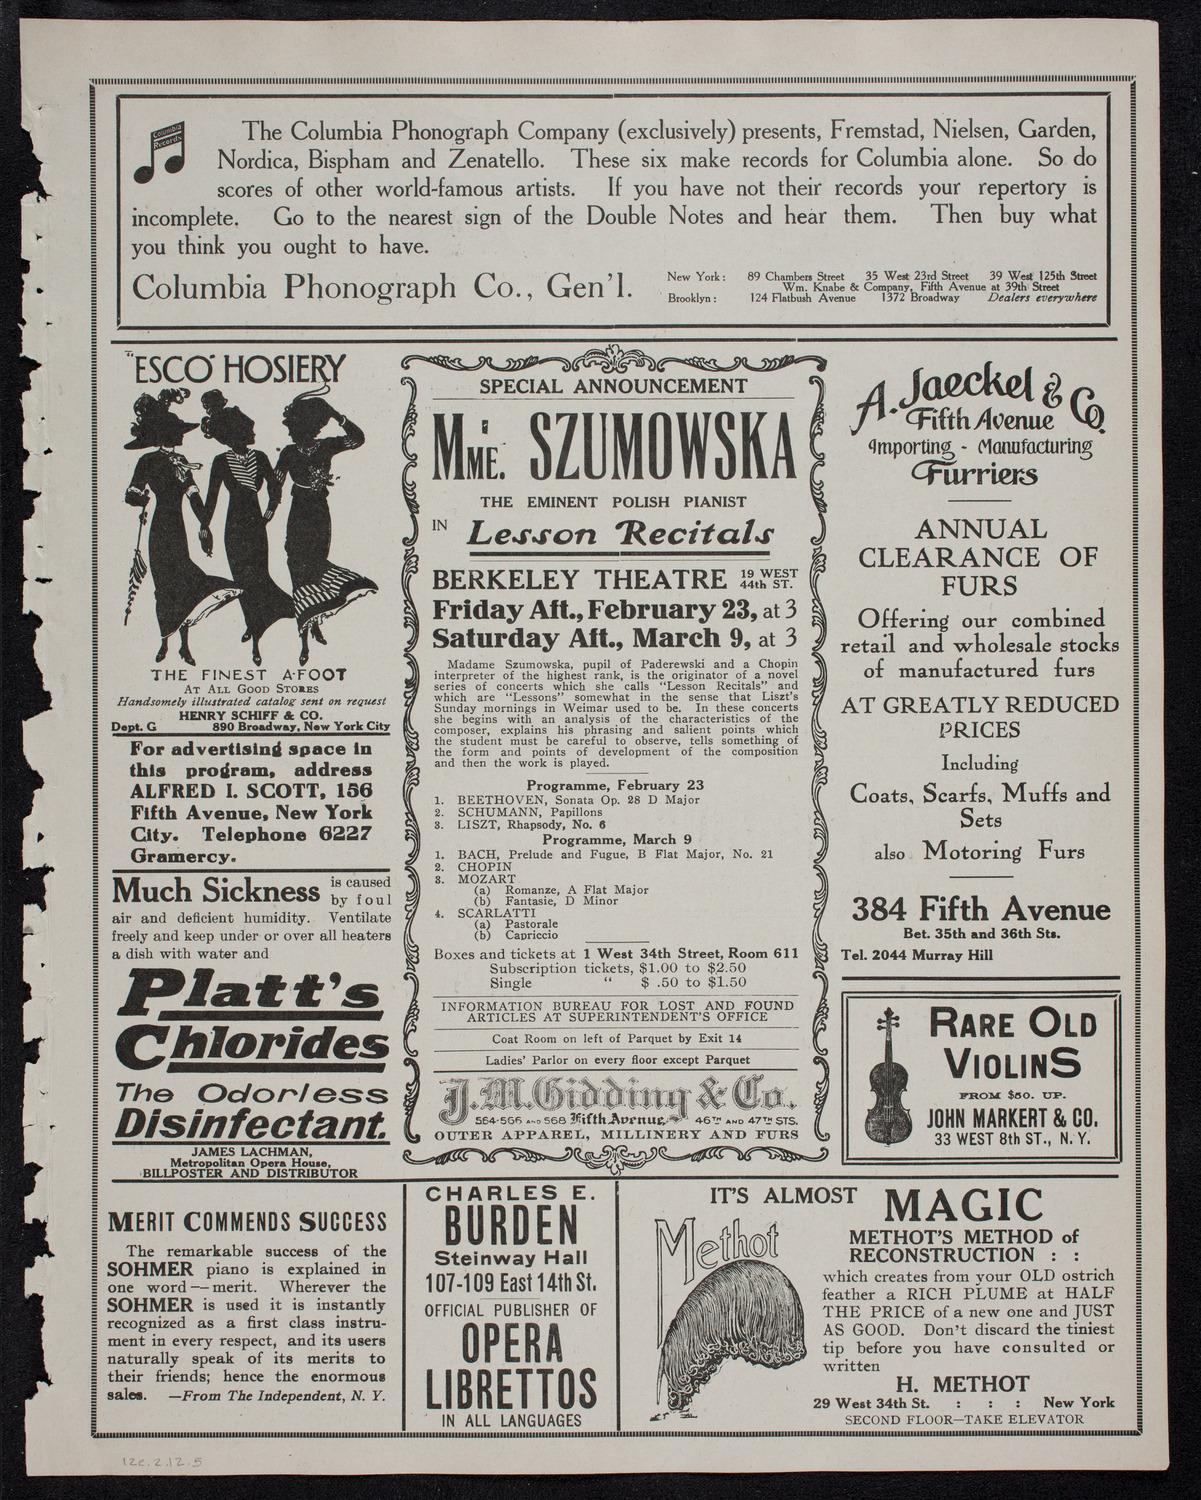 Columbia
Records
The Columbia Phonograph Company (exclusively) presents, Fremstad, Nielsen, Garden,
Nordica, Bispham and Zenatello. These six make records for Columbia alone. So do
scores of other world-famous artists. If you have not their records your repertory is
incomplete. Go to the nearest sign of the Double Notes and hear them. Then buy what
you think you ought to have.
Columbia Phonograph Co., Gen'l.
New York: 89 Chambers Street 35 West 23rd Street 39 West 125th Street
Wm. Knabe & Company, Fifth Avenue at 39th Street
Brooklyn: 124 Flatbush Avenue 1372 Broadway Dealers everywhere
"ESCO" HOSIERY
THE FINEST A-FOOT
AT ALL GOOD STORES
Handsomely illustrated catalog sent on request
HENRY SCHIFF & CO.
Dept. G 890 Broadway, New York City
For advertising space in
this program, address
ALFRED I. SCOTT, 156
Fifth Avenue, New York
City. Telephone 6227
Gramercy.
Much Sickness is caused
by foul
air and deficient humidity. Ventilate
freely and keep under or over all heaters
a dish with water and
Platt's
Chlorides
The Odorless
Disinfectant.
JAMES LACHMAN,
Metropolitan Opera House,
BILLPOSTER AND DISTRIBUTOR
SPECIAL ANNOUNCEMENT
MME. SZUMOWSKA
THE EMINENT POLISH PIANIST
IN Lesson Recitals
BERKELEY THEATRE 19 WEST
44th ST.
Friday Aft., February 23, at 3
Saturday Aft., March 9, at 3
Madame Szumowska, pupil of Paderewski and a Chopin
interpreter of the highest rank, is the originator of a novel
series of concerts which she calls "Lesson Recitals" and
which are "Lessons" somewhat in the sense that Liszt's
Sunday mornings in Weimar used to be. In these concerts
she begins with an analysis of the characteristics of the
composer, explains his phrasing and salient points which
the student must be careful to observe, tells something of
the form and points of development of the composition
and then the work is played.
Programme, February 23
1. BEETHOVEN, Sonata Op. 28 D Major
2. SCHUMANN, Papillons
3. LISZT, Rhapsody, No. 6
Programme, March 9
1. BACH, Prelude and Fugue, B Flat Major, No. 21
2. CHOPIN
3. MOZART
(a) Romanze, A Flat Major
(b) Fantasie, D Minor
4. SCARLATTI
(a) Pastorale
(b) Capriccio
Boxes and tickets at 1 West 34th Street, Room 611
Subscription tickets, $1.00 to $2.50
Single " $ .50 to $1.50
INFORMATION BUREAU FOR LOST AND FOUND
ARTICLES AT SUPERINTENDENT'S OFFICE
Coat Room on left of Parquet by Exit 14
Ladies' Parlor on every floor except Parquet
J.M. Gidding & Co.
564-566 AND 568 Fifth Avenue 46TH AND 47TH STS.
OUTER APPAREL, MILLINERY AND FURS
A. Jaeckel & Co.
Fifth Avenue
Importing - Manufacturing
Furriers
ANNUAL
CLEARANCE OF
FURS
Offering our combined
retail and wholesale stocks
of manufactured furs
AT GREATLY REDUCED
PRICES
Including
Coats, Scarfs, Muffs and
Sets
also Motoring Furs
384 Fifth Avenue
Bet. 35th and 36th Sts.
Tel. 2044 Murray Hill
RARE OLD
VIOLINS
FROM $50. UP.
JOHN MARKERT & CO.
33 WEST 8th ST., N. Y.
MERIT COMMENDS SUCCESS
The remarkable success of the
SOHMER piano is explained in
one word—merit. Wherever the
SOHMER is used it is instantly
recognized as a first class instru-
ment in every respect, and its users
naturally speak of its merits to
their friends; hence the enormous
sales. —From The Independent, N. Y.
CHARLES E.
BURDEN
Steinway Hall
107-109 East 14th St.
OFFICIAL PUBLISHER OF
OPERA
LIBRETTOS
IN ALL LANGUAGES
IT'S ALMOST MAGIC
Methot
METHOT'S METHOD of
RECONSTRUCTION : :
which creates from your OLD ostrich
feather a RICH PLUME at HALF
THE PRICE of a new one and JUST
AS GOOD. Don't discard the tiniest
tip before you have consulted or
written
H. METHOT
29 West 34th St. : : : New York
SECOND FLOOR—TAKE ELEVATOR
12e.2.12.5